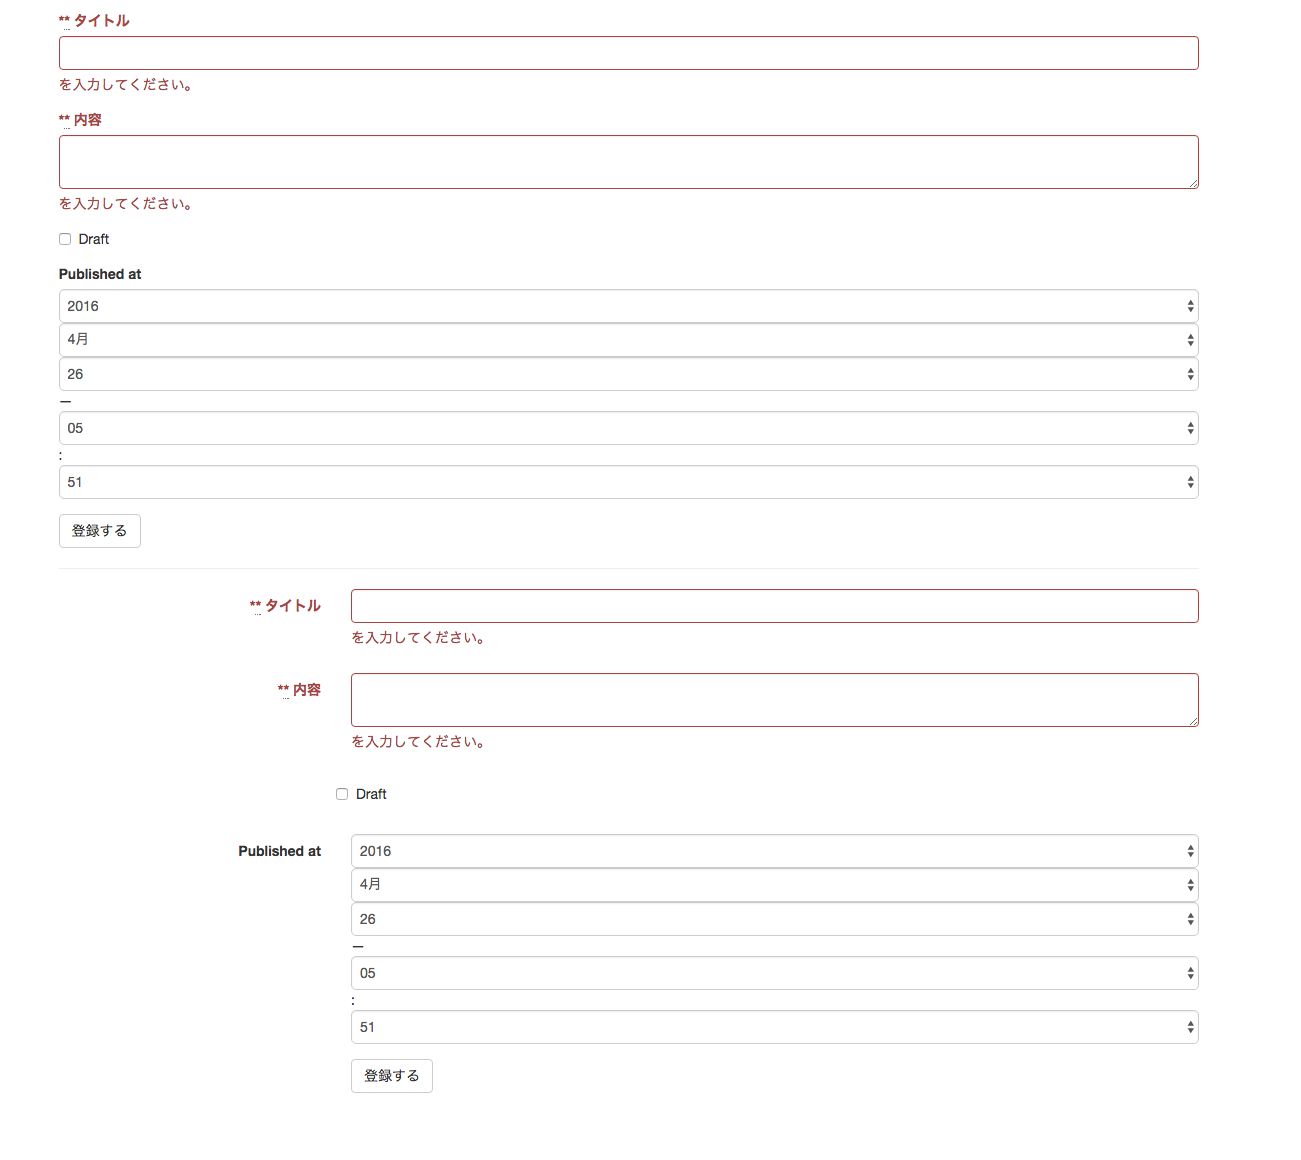 ** タイトル
を入力してください。
** 内容
を入力してください。
Draft
Published at
2016
4月
26
—
05
:
51
登録する
** タイトル
を入力してください。
** 内容
を入力してください。
Draft
Published at
2016
4月
26
—
05
:
51
登録する